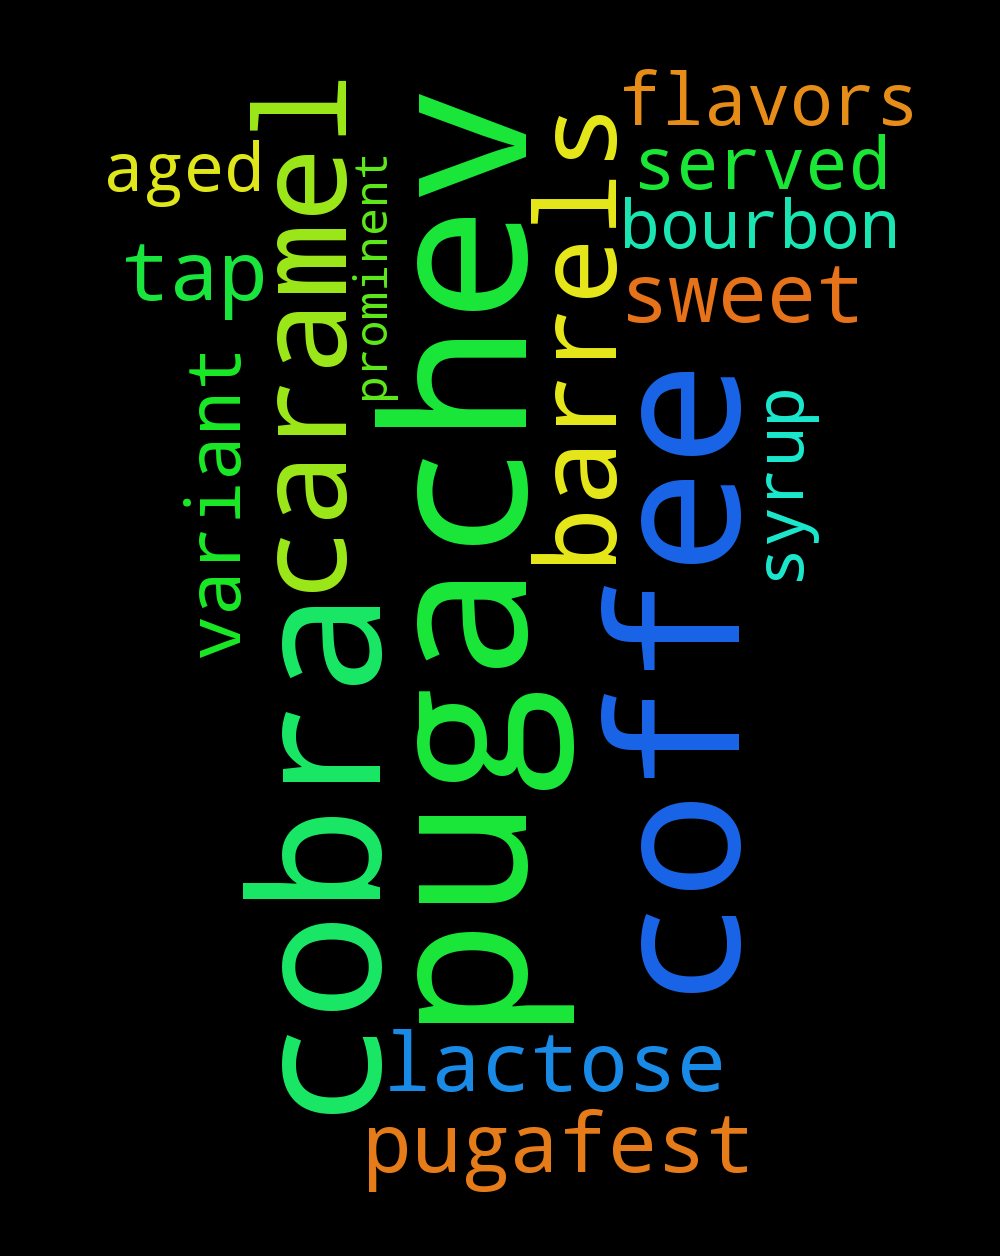 flavors
served
bourbon
sweet
aged
tap
caramel
prominent
pugachev
barrels
variant
cobra
coffee
syrup
lactose
pugafest